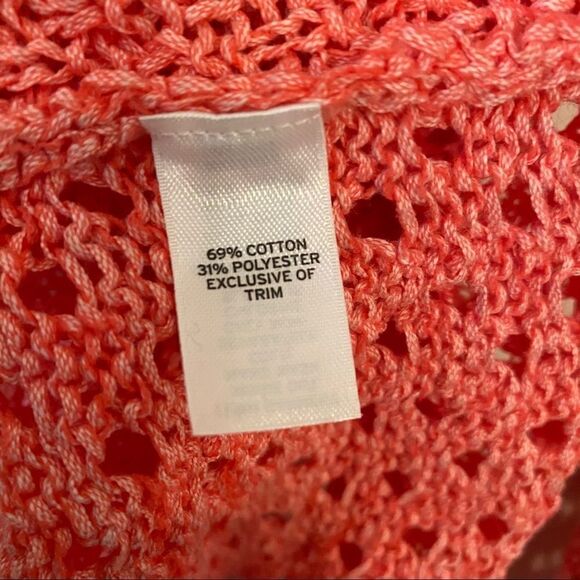 69% COTTON
31% POLYESTER
EXCLUSIVE OF
TRIM